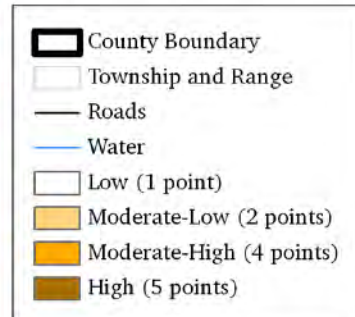 County Boundary
Township and Range
Roads
Water
Low (1 point)
Moderate-Low (2 points)
Moderate-High (4 points)
High (5 points)